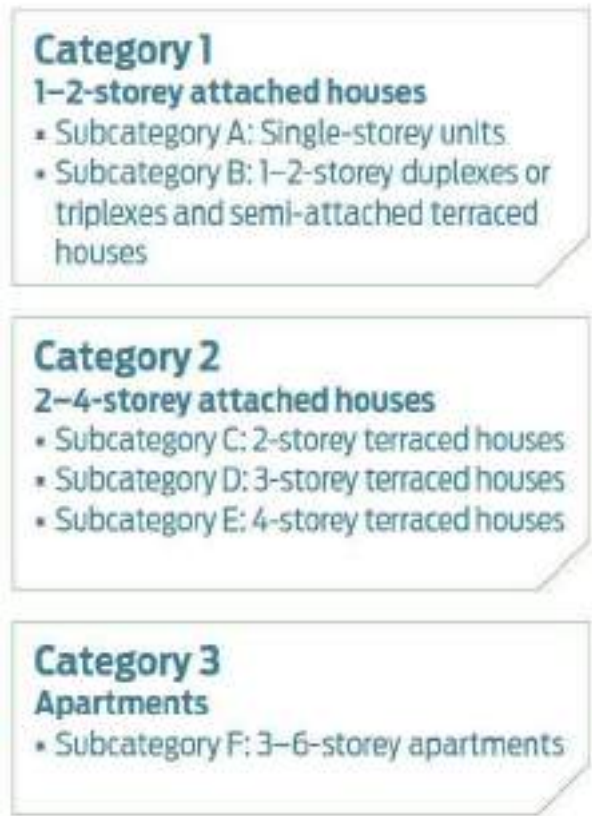 Category 1
1–2-storey attached houses
▪ Subcategory A: Single-storey units
▪ Subcategory B: 1–2-storey duplexes or
triplexes and semi-attached terraced
houses
Category 2
2–4-storey attached houses
▪ Subcategory C: 2-storey terraced houses
▪ Subcategory D: 3-storey terraced houses
▪ Subcategory E: 4-storey terraced houses
Category 3
Apartments
▪ Subcategory F: 3–6-storey apartments